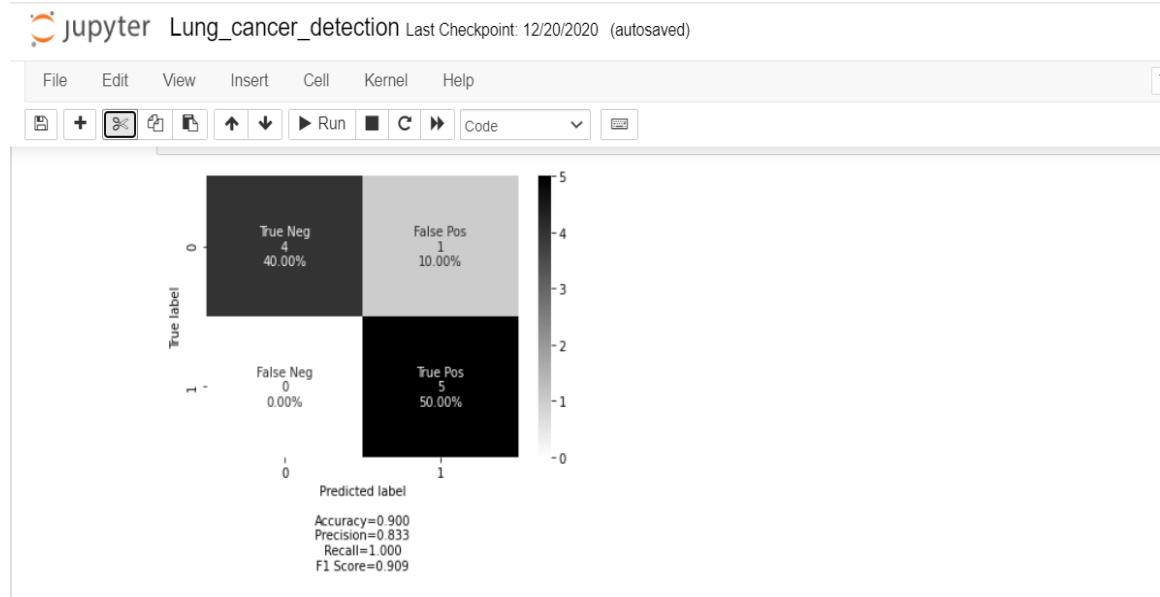 jupyter Lung_cancer_detection Last Checkpoint: 12/20/2020 (autosaved)
File Edit View Insert Cell Kernel Help
Run Code
True Neg
4
40.00%
False Pos
1
10.00%
False Neg
0
0.00%
True Pos
5
50.00%
True label
0
1
0
1
Predicted label
5
4
3
2
1
0
Accuracy=0.900
Precision=0.833
Recall=1.000
F1 Score=0.909